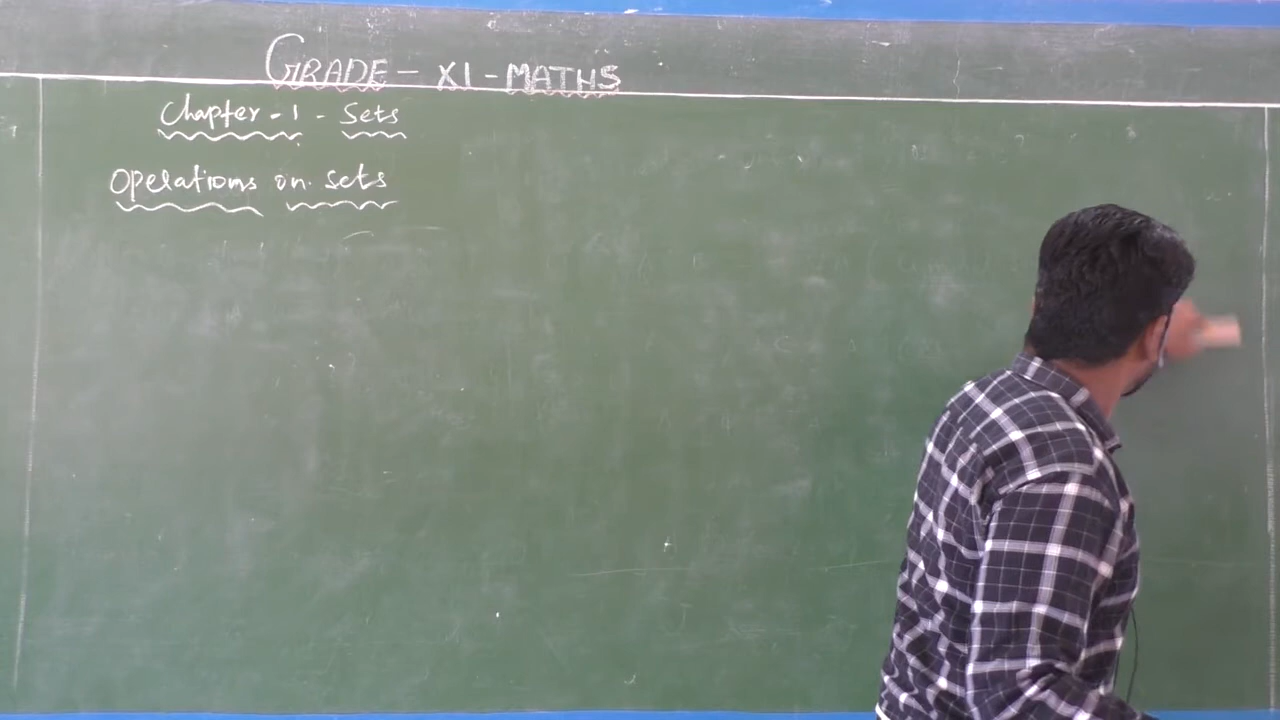 GRADE - XI - MATHS
Chapter - 1 - Sets
Operations on sets